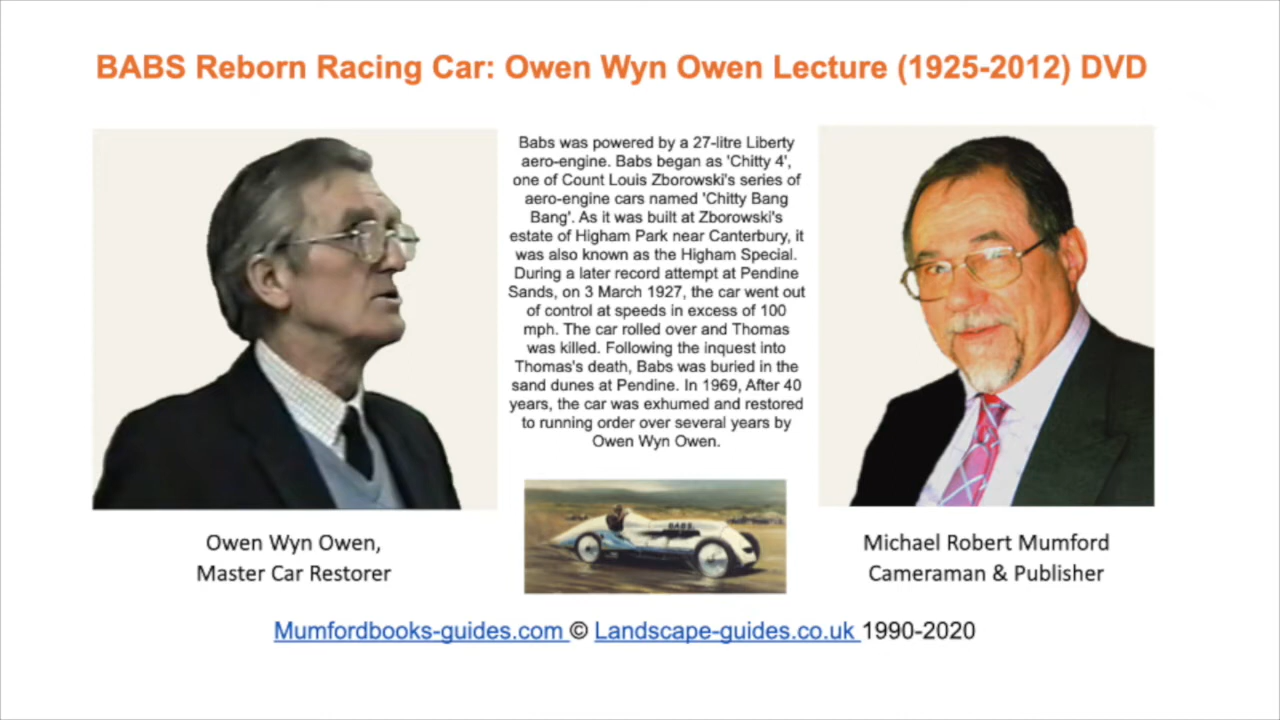 BABS Reborn Racing Car: Owen Wyn Owen Lecture (1925-2012) DVD
Babs was powered by a 27-litre Liberty
aero-engine. Babs began as 'Chitty 4',
one of Count Louis Zborowski's series of
aero-engine cars named 'Chitty Bang
Bang'. As it was built at Zborowski's
estate of Higham Park near Canterbury, it
was also known as the Higham Special.
During a later record attempt at Pendine
Sands, on 3 March 1927, the car went out
of control at speeds in excess of 100
mph. The car rolled over and Thomas
was killed. Following the inquest into
Thomas's death, Babs was buried in the
sand dunes at Pendine. In 1969, After 40
years, the car was exhumed and restored
to running order over several years by
Owen Wyn Owen.
BABS
Owen Wyn Owen,
Master Car Restorer
Michael Robert Mumford
Cameraman & Publisher
Mumfordbooks-guides.com © Landscape-guides.co.uk 1990-2020